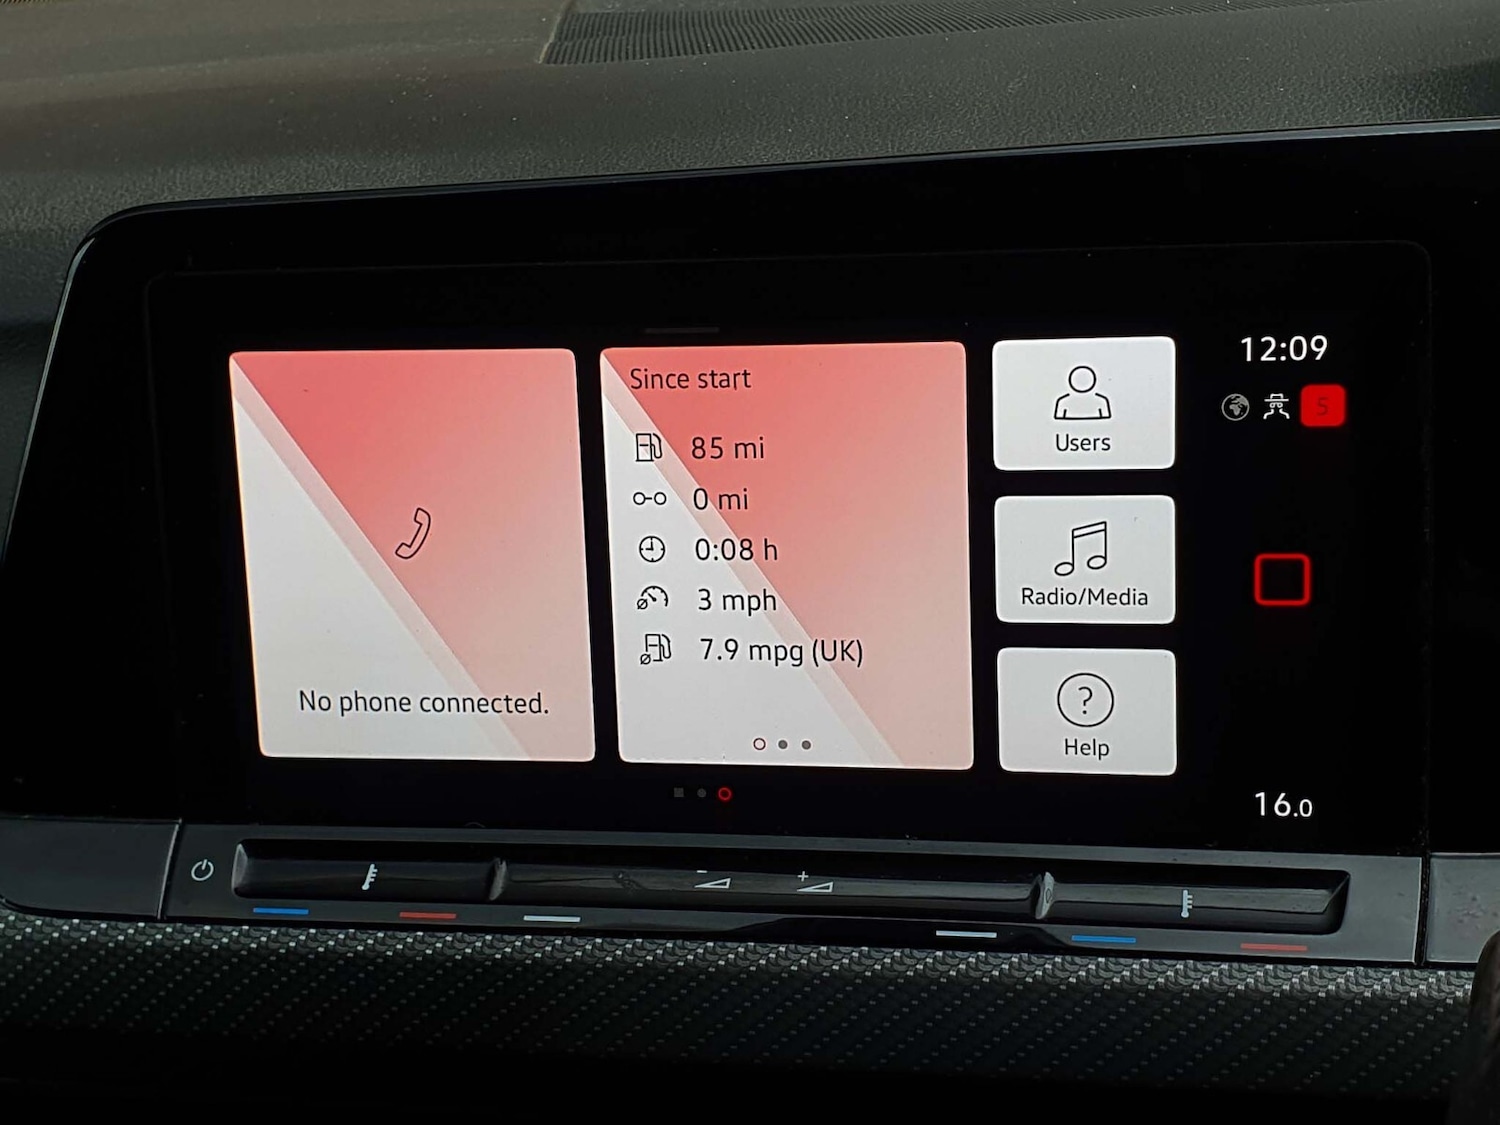 No phone connected.
Since start
85 mi
0 mi
0:08 h
3 mph
7.9 mpg (UK)
Users
Radio/Media
?
Help
12:09
5
16.0